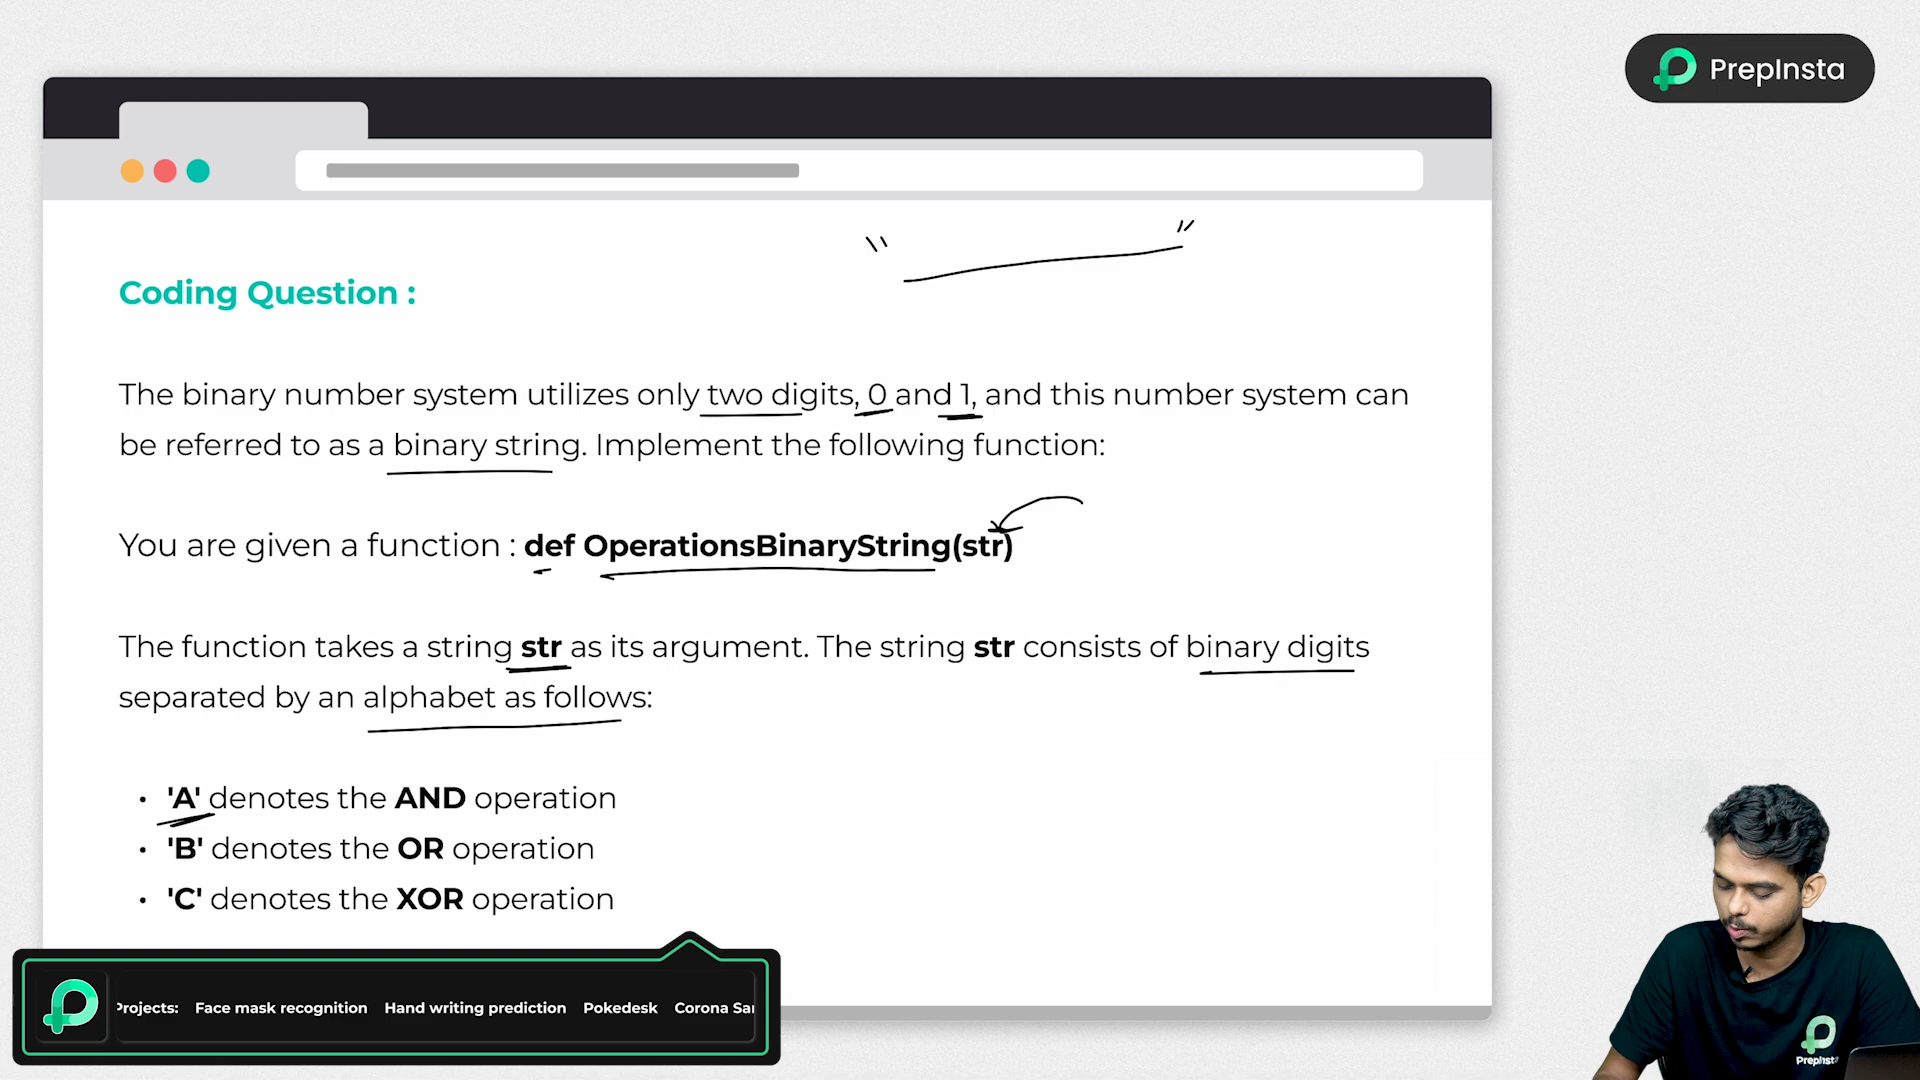 PrepInsta
Coding Question :
The binary number system utilizes only two digits, 0 and 1, and this number system can
be referred to as a binary string. Implement the following function:
You are given a function : def OperationsBinaryString(str)
The function takes a string str as its argument. The string str consists of binary digits
separated by an alphabet as follows:
• 'A' denotes the AND operation
• 'B' denotes the OR operation
• 'C' denotes the XOR operation
Projects: Face mask recognition Hand writing prediction Pokedesk Corona Sa
PrepInsta